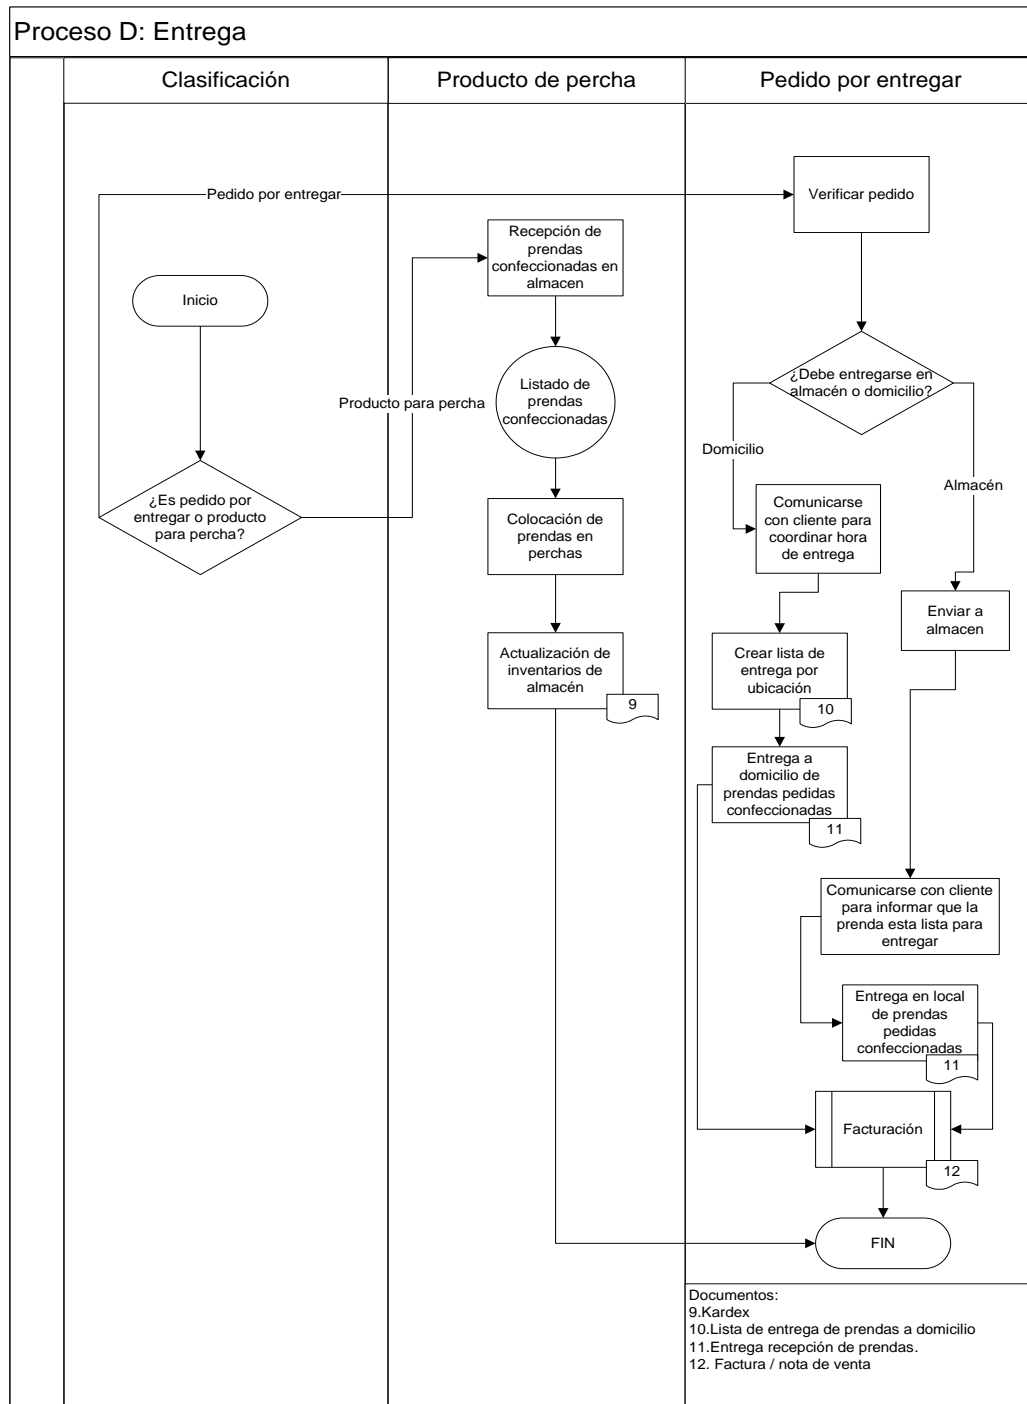 Proceso D: Entrega
Clasificación
Producto de percha
Pedido por entregar
Pedido por entregar
Verificar pedido
Recepción de
prendas
confeccionadas en
almacen
Inicio
¿Debe entregarse en
almacén o domicilio?
Listado de
prendas
confeccionadas
Producto para percha
Domicilio
Almacén
¿Es pedido por
entregar o producto
para percha?
Colocación de
prendas en
perchas
Comunicarse
con cliente para
coordinar hora
de entrega
Enviar a
almacen
Actualización de
inventarios de
almacén
9
Crear lista de
entrega por
ubicación
10
Entrega a
domicilio de
prendas pedidas
confeccionadas
11
Comunicarse con cliente
para informar que la
prenda esta lista para
entregar
Entrega en local
de prendas
pedidas
confeccionadas
11
Facturación
12
FIN
Documentos:
9.Kardex
10.Lista de entrega de prendas a domicilio
11.Entrega recepción de prendas.
12. Factura / nota de venta